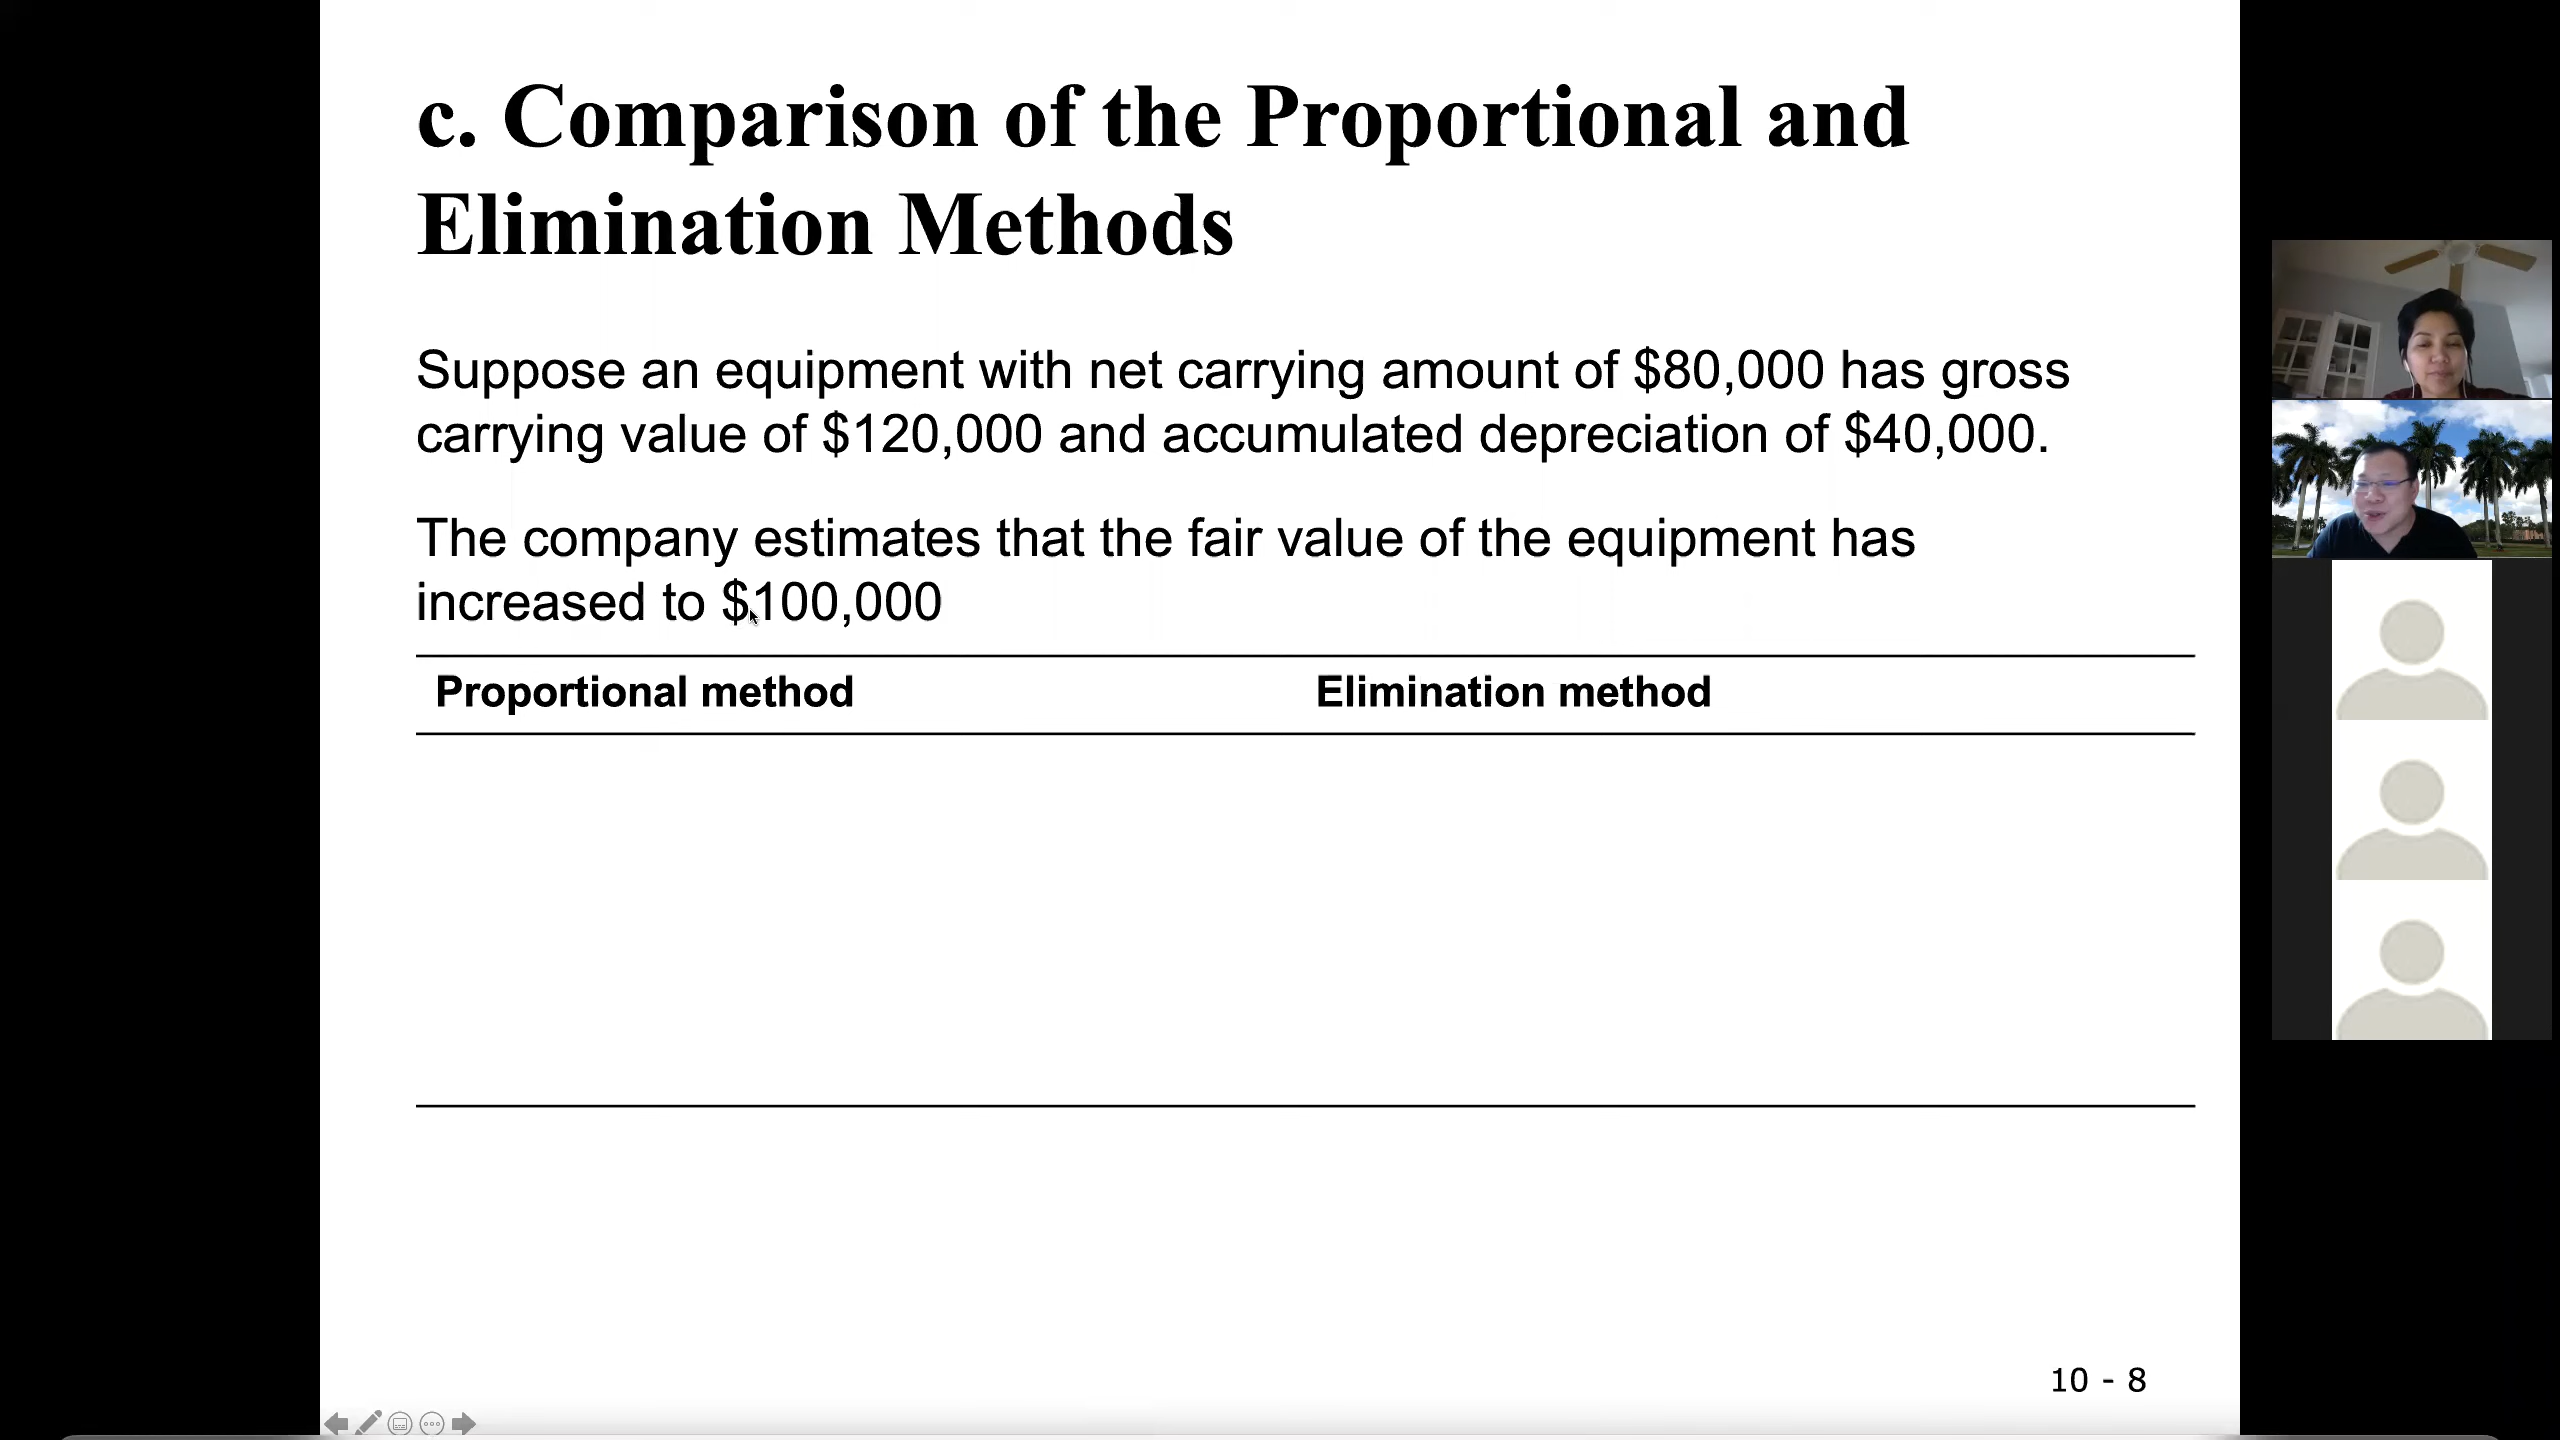 c. Comparison of the Proportional and
Elimination Methods
Suppose an equipment with net carrying amount of $80,000 has gross
carrying value of $120,000 and accumulated depreciation of $40,000.
The company estimates that the fair value of the equipment has
increased to $100,000
Proportional method Elimination method
10 - 8